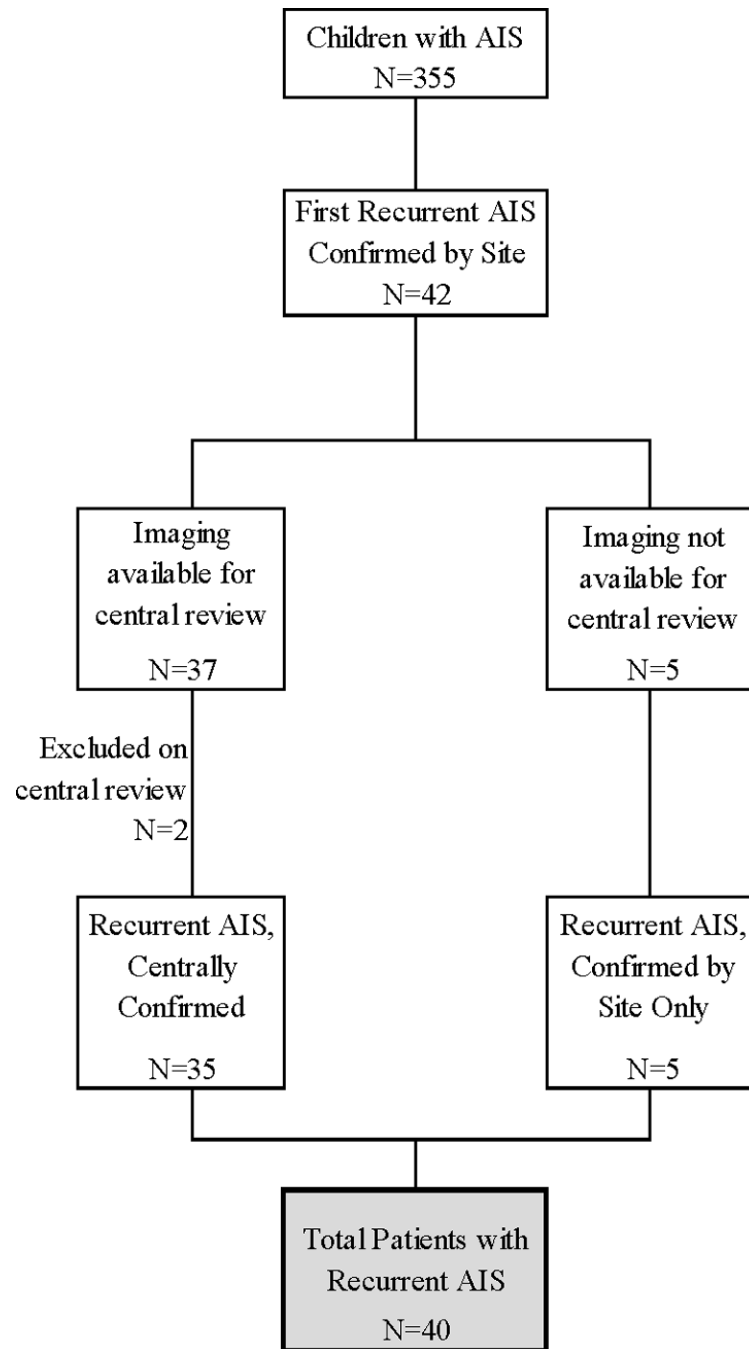 Children with AIS
N=355
First Recurrent AIS
Confirmed by Site
N=42
Imaging
available for
central review
N=37
Imaging not
available for
central review
N=5
Excluded on
central review
N=2
Recurrent AIS,
Centrally
Confirmed
N=35
Recurrent AIS,
Confirmed by
Site Only
N=5
Total Patients with
Recurrent AIS
N=40